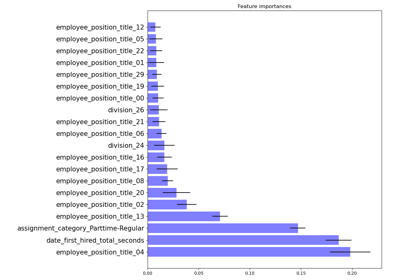 Feature importances
employee_position_title_12
employee_position_title_05
employee_position_title_22
employee_position_title_01
employee_position_title_29
employee_position_title_19
employee_position_title_00
division_26
employee_position_title_21
employee_position_title_06
division_24
employee_position_title_16
employee_position_title_17
employee_position_title_08
employee_position_title_20
employee_position_title_02
employee_position_title_13
assignment_category_Parttime-Regular
date_first_hired_total_seconds
employee_position_title_04
0.00 0.05 0.10 0.15 0.20